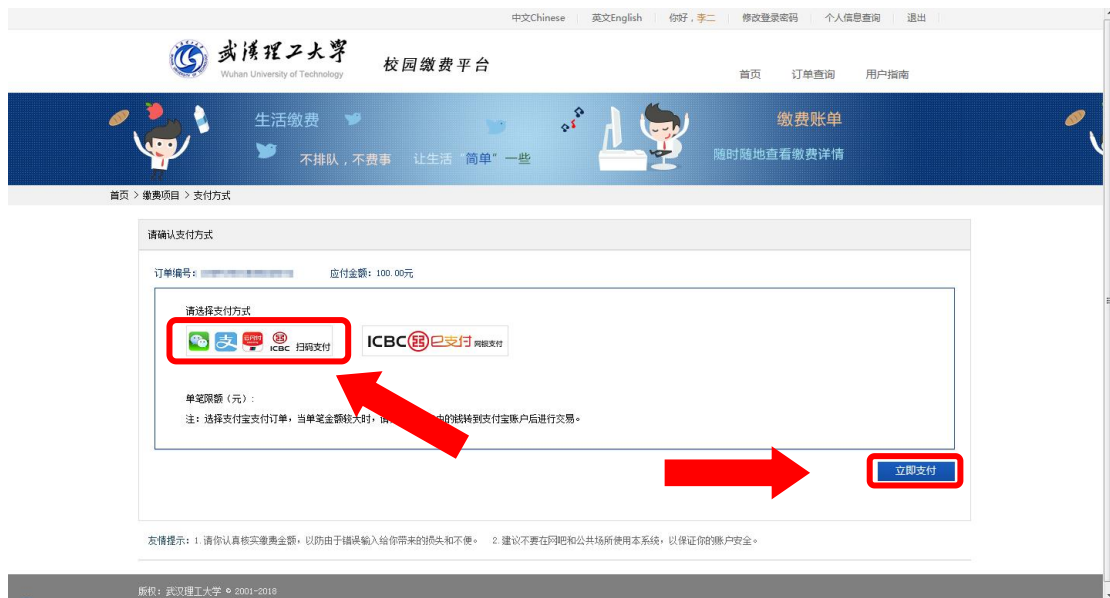 中文Chinese 英文English 你好，李二 修改登录密码 个人信息查询 退出
武汉理工大学
Wuhan University of Technology
校园缴费平台
首页 订单查询 用户指南
生活缴费
不排队，不费事 让生活“简单”一些
缴费账单
随时随地查看缴费详情
首页 > 缴费项目 > 支付方式
请确认支付方式
订单编号： 应付金额：100.00元
请选择支付方式
支 ICBC 扫码支付
ICBC e支付 网银支付
单笔限额（元）：
注：选择支付宝支付订单，当单笔金额较大时，请 中的钱转到支付宝账户后进行交易。
立即支付
友情提示：1.请你认真核实缴费金额，以防由于错误输入给你带来的损失和不便。 2.建议不要在网吧和公共场所使用本系统，以保证你的账户安全。
版权：武汉理工大学 © 2001-2018